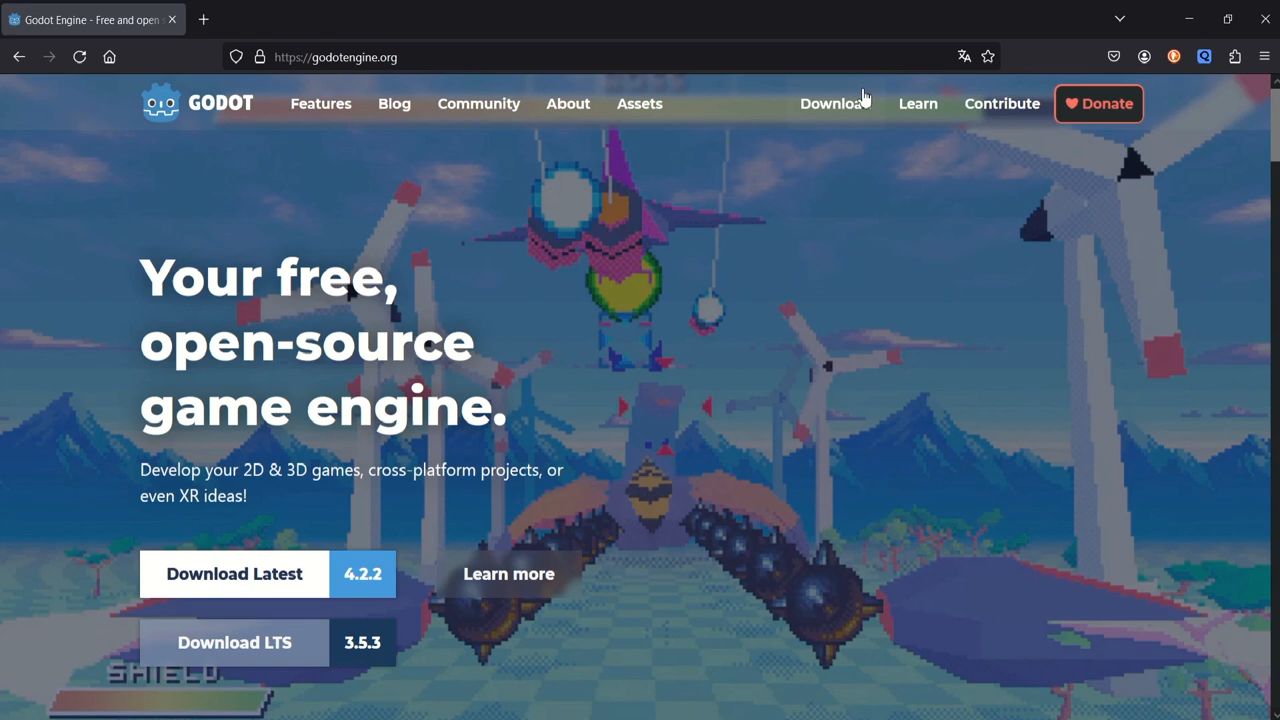 Godot Engine - Free and open
https://godotengine.org
GODOT
Features
Blog
Community
About
Assets
Download
Learn
Contribute
Donate
Your free,
open-source
game engine.
Develop your 2D & 3D games, cross-platform projects, or
even XR ideas!
Download Latest 4.2.2
Learn more
Download LTS 3.5.3
SHIELD